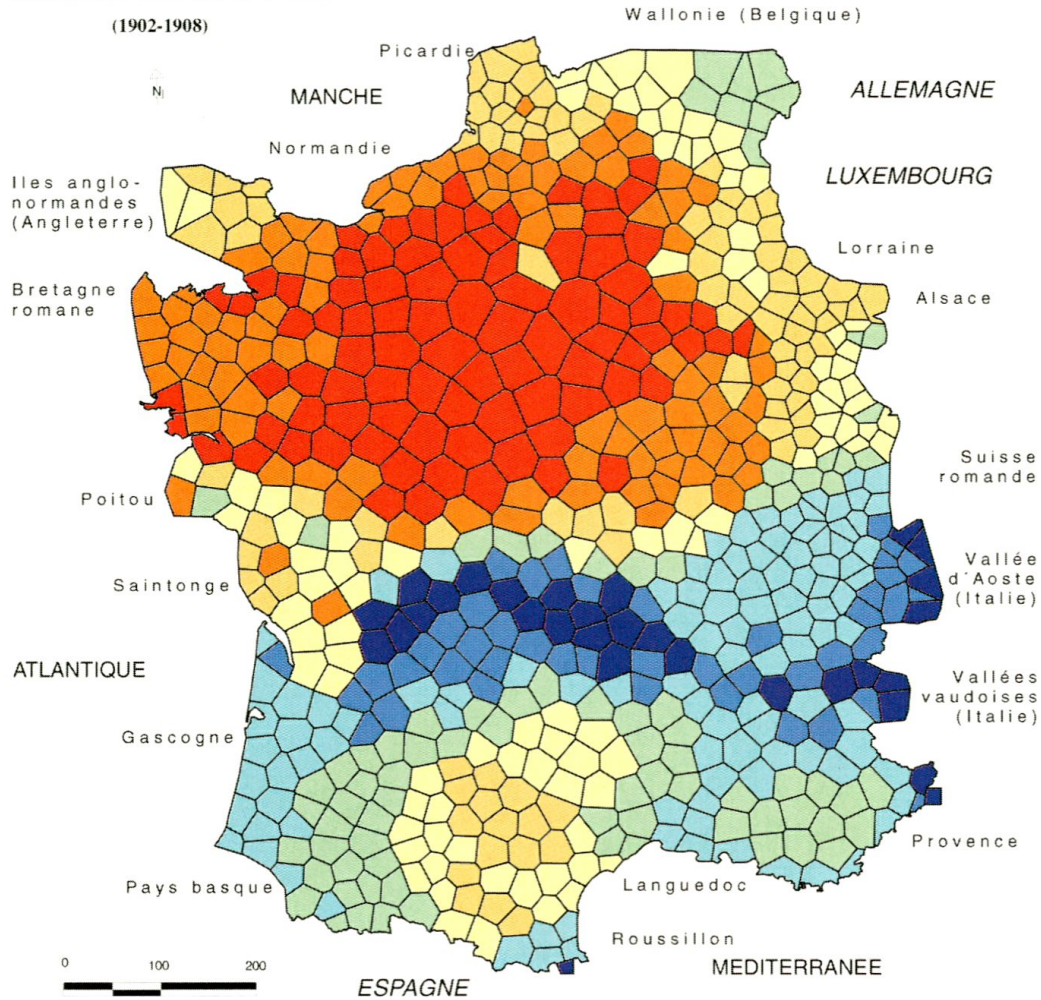 (1902-1908)
Wallonie (Belgique)
Picardie
N
MANCHE
ALLEMAGNE
Normandie
LUXEMBOURG
Iles anglo-
normandes
(Angleterre)
Lorraine
Bretagne
romane
Alsace
Suisse
romande
Poitou
Vallée
d'Aoste
(Italie)
Saintonge
ATLANTIQUE
Vallées
vaudoises
(Italie)
Gascogne
Provence
Pays basque
Languedoc
Roussillon
MEDITERRANEE
0 100 200
ESPAGNE